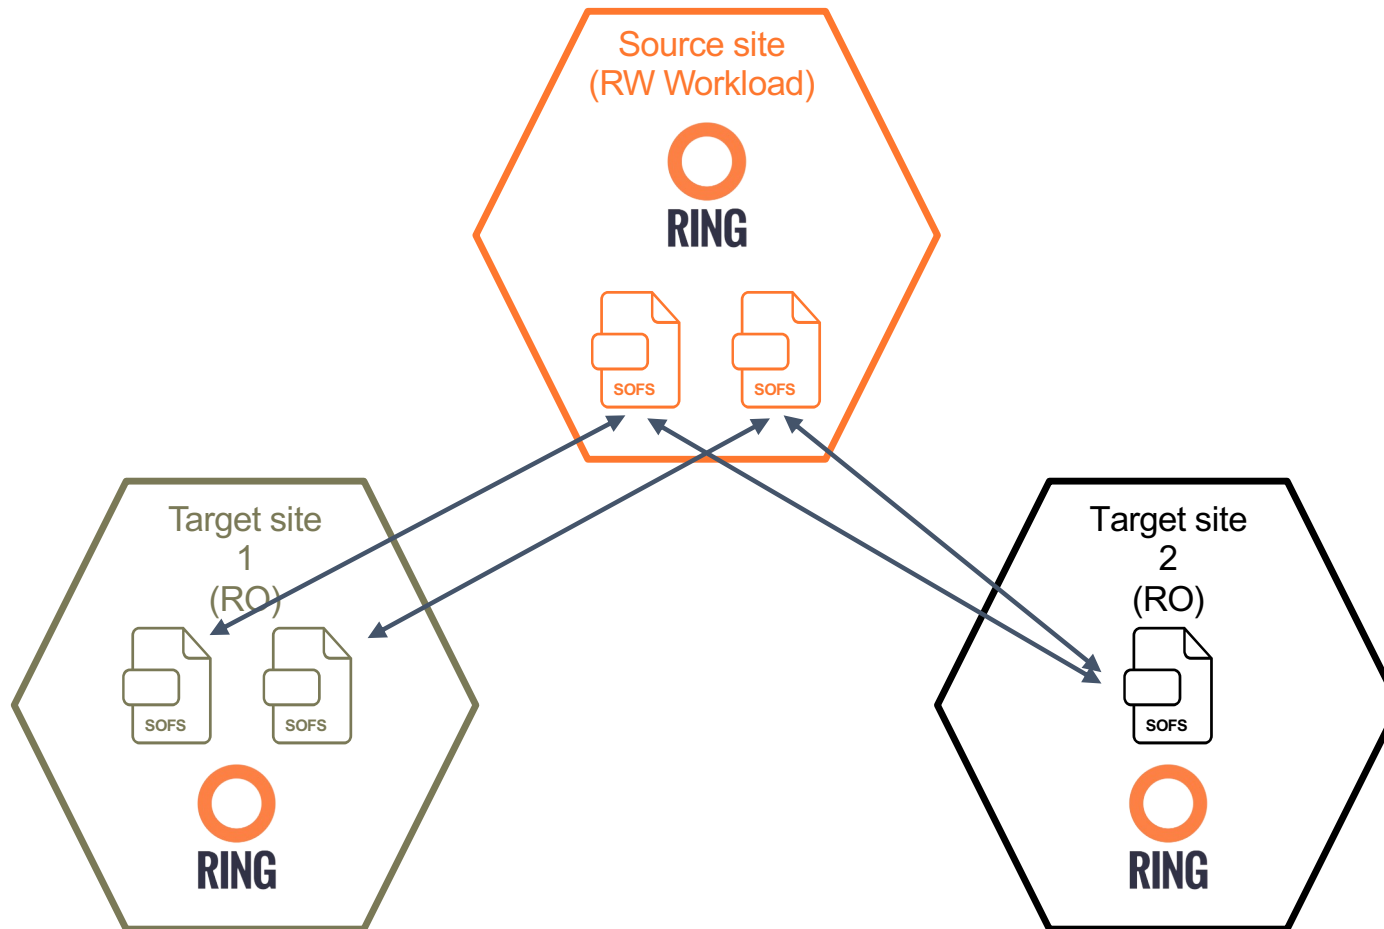 Source site
(RW Workload)
RING
SOFS
SOFS
Target site
1
(RO)
SOFS
SOFS
RING
Target site
2
(RO)
SOFS
RING